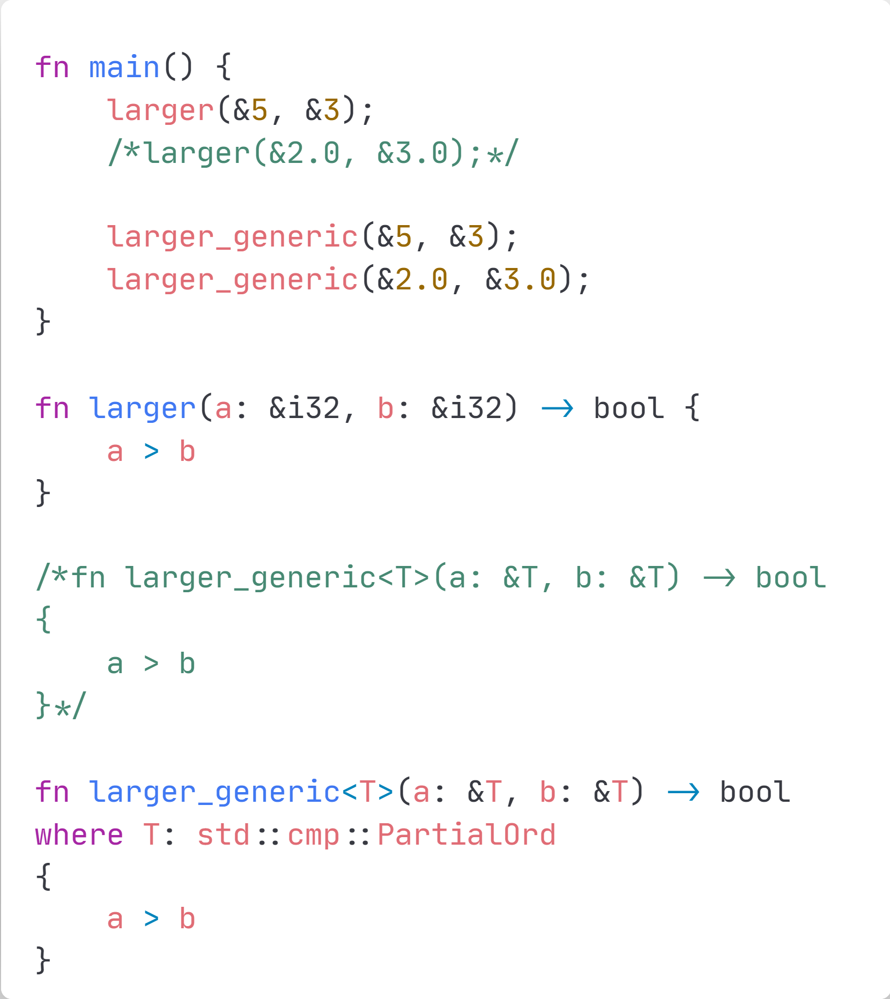 fn main() {
    larger(&5, &3);
    /*larger(&2.0, &3.0);*/

    larger_generic(&5, &3);
    larger_generic(&2.0, &3.0);
}

fn larger(a: &i32, b: &i32) -> bool {
    a > b
}

/*fn larger_generic<T>(a: &T, b: &T) -> bool
{
    a > b
}*/

fn larger_generic<T>(a: &T, b: &T) -> bool
where T: std::cmp::PartialOrd
{
    a > b
}